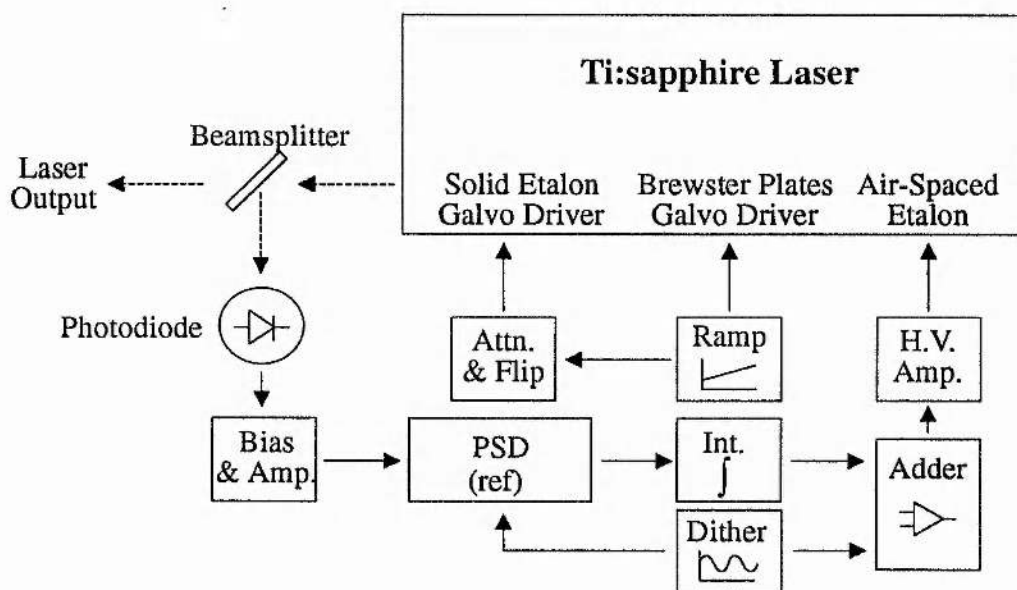 Ti:sapphire Laser
Beamsplitter
Laser
Output
Solid Etalon
Galvo Driver
Brewster Plates
Galvo Driver
Air-Spaced
Etalon
Photodiode
Attn.
& Flip
Ramp
H.V.
Amp.
Bias
& Amp.
PSD
(ref)
Int.
∫
Adder
Dither